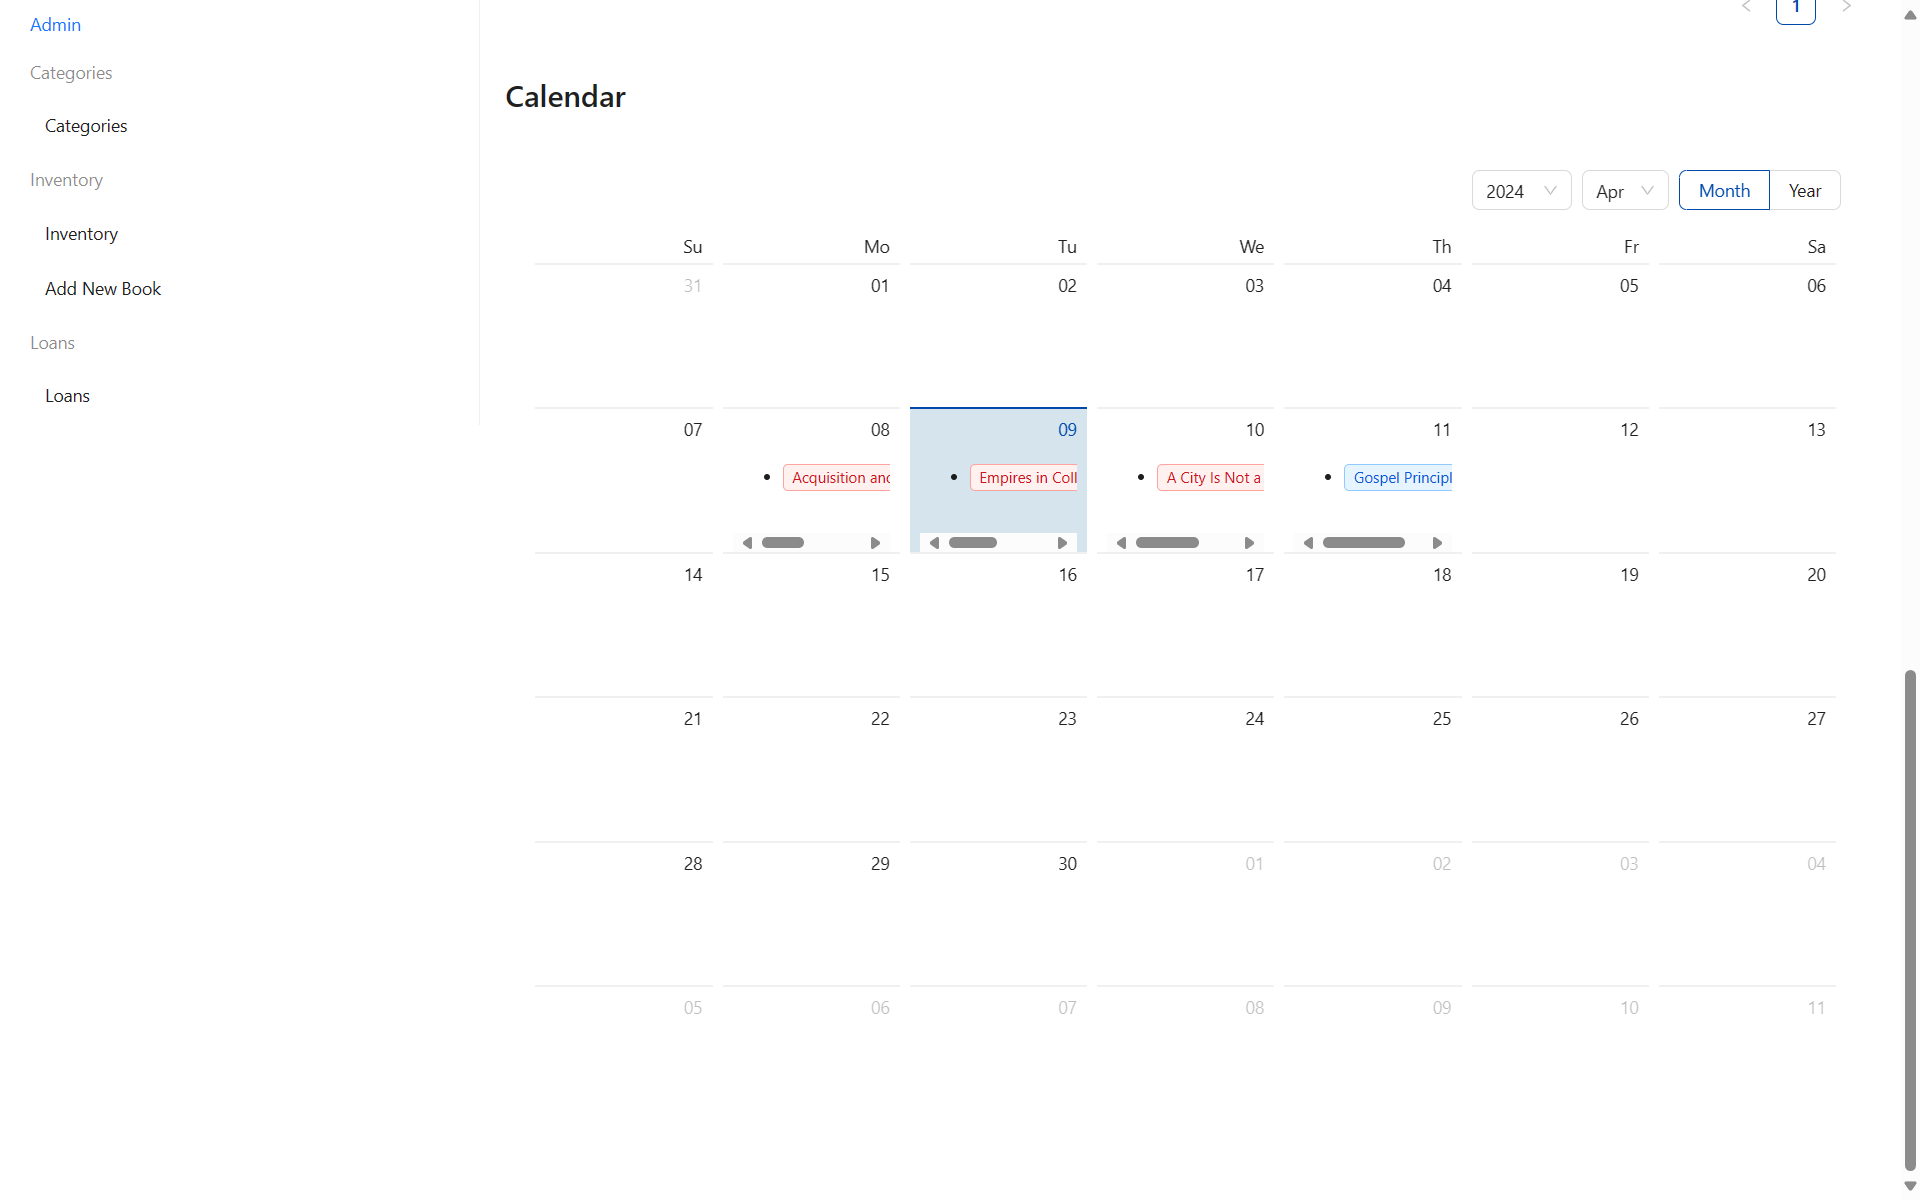 Admin
Categories
Categories
Inventory
Inventory
Add New Book
Loans
Loans
1
Calendar
2024 Apr Month Year
Su Mo Tu We Th Fr Sa
31 01 02 03 04 05 06
07 08 09 10 11 12 13
Acquisition and Empires in Coll A City Is Not a Gospel Principl
14 15 16 17 18 19 20
21 22 23 24 25 26 27
28 29 30 01 02 03 04
05 06 07 08 09 10 11